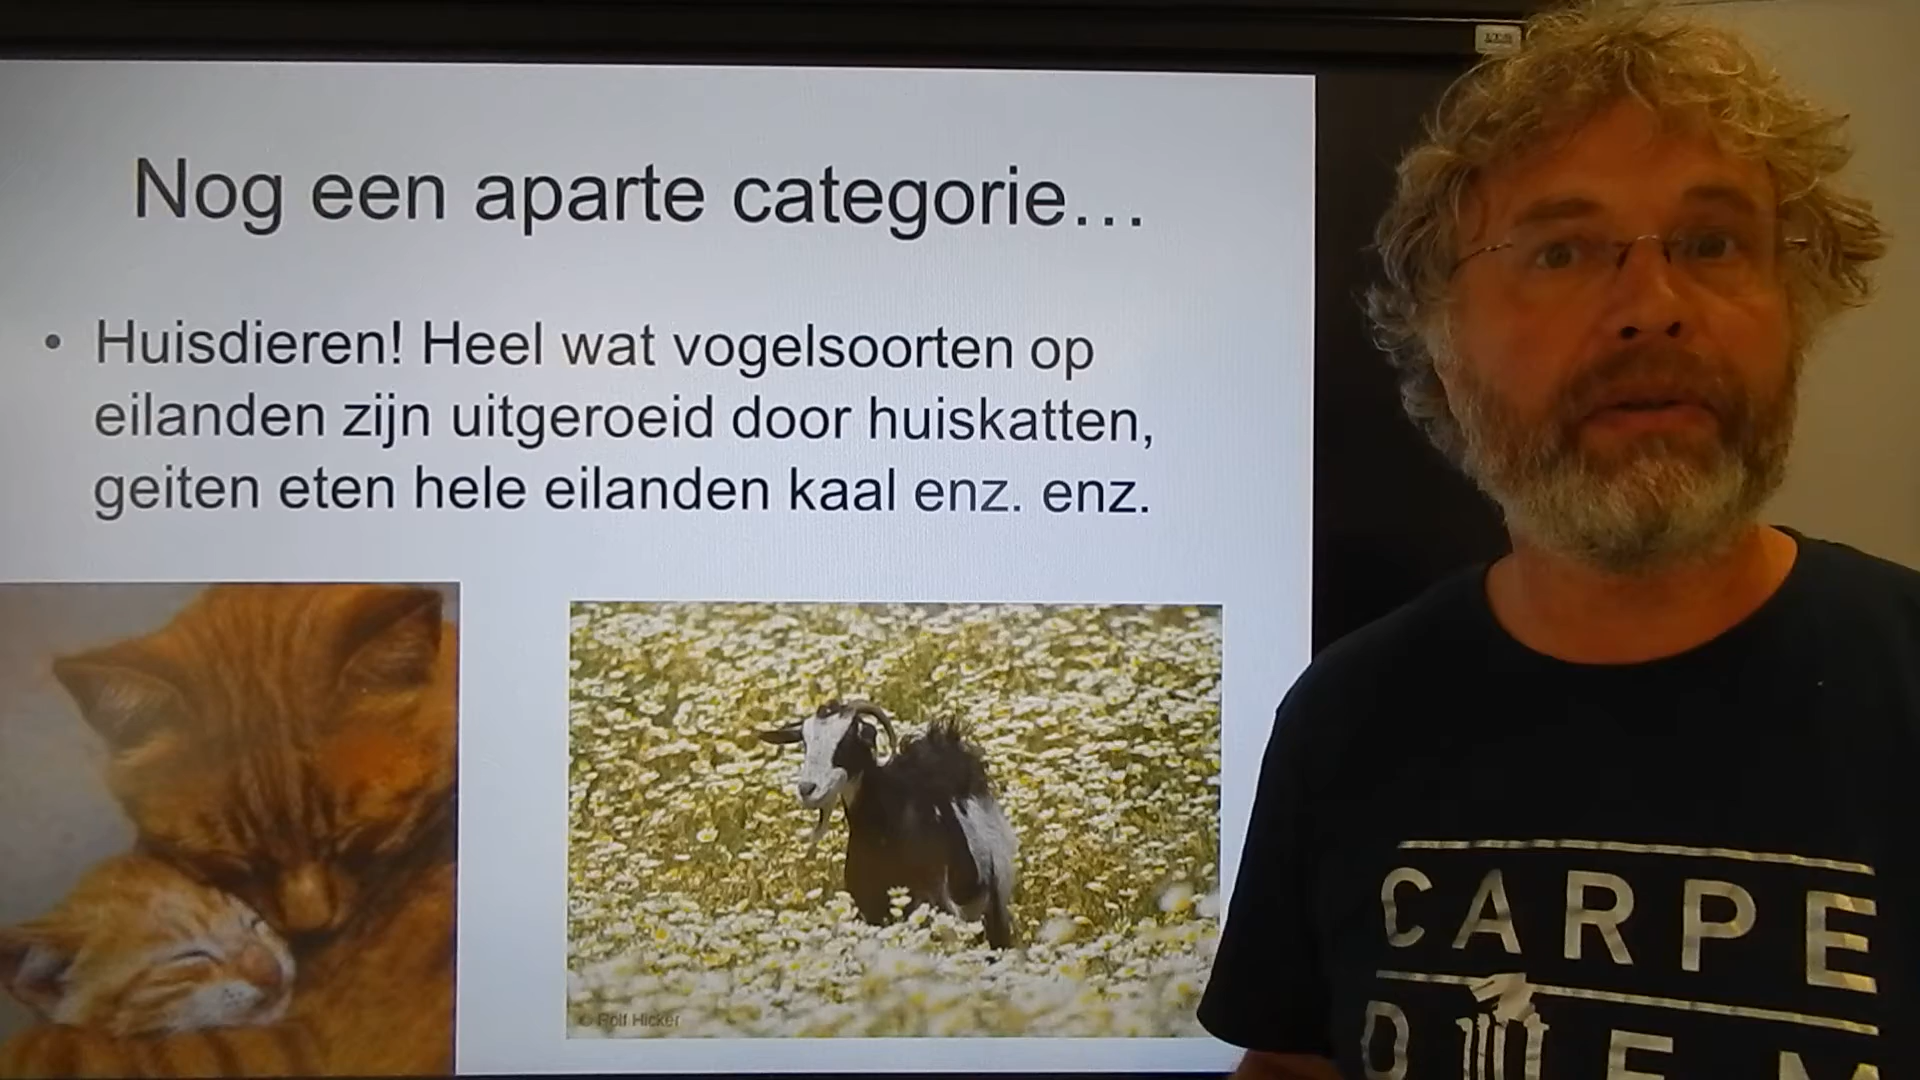 Nog een aparte categorie…
• Huisdieren! Heel wat vogelsoorten op
eilanden zijn uitgeroeid door huiskatten,
geiten eten hele eilanden kaal enz. enz.
© Rolf Hicker
CARPE
DIEM